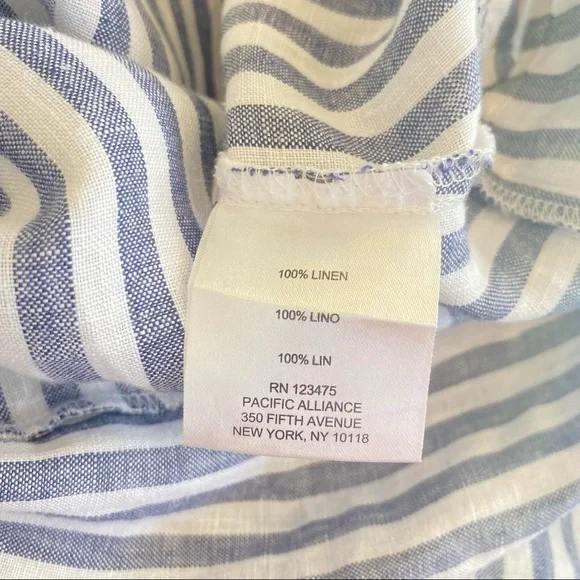 100% LINEN
100% LINO
100% LIN
RN 123475
PACIFIC ALLIANCE
350 FIFTH AVENUE
NEW YORK, NY 10118